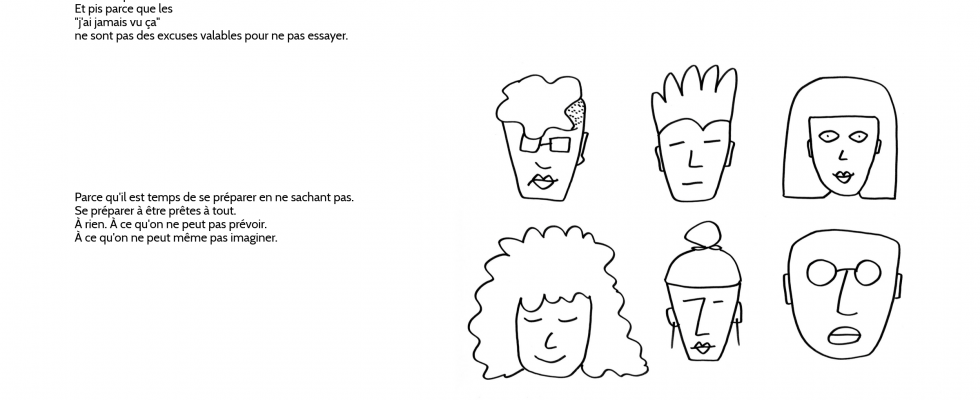 Et pis parce que les
"j'ai jamais vu ça"
ne sont pas des excuses valables pour ne pas essayer.
Parce qu'il est temps de se préparer en ne sachant pas.
Se préparer à être prêtes à tout.
À rien. À ce qu'on ne peut pas prévoir.
À ce qu'on ne peut même pas imaginer.